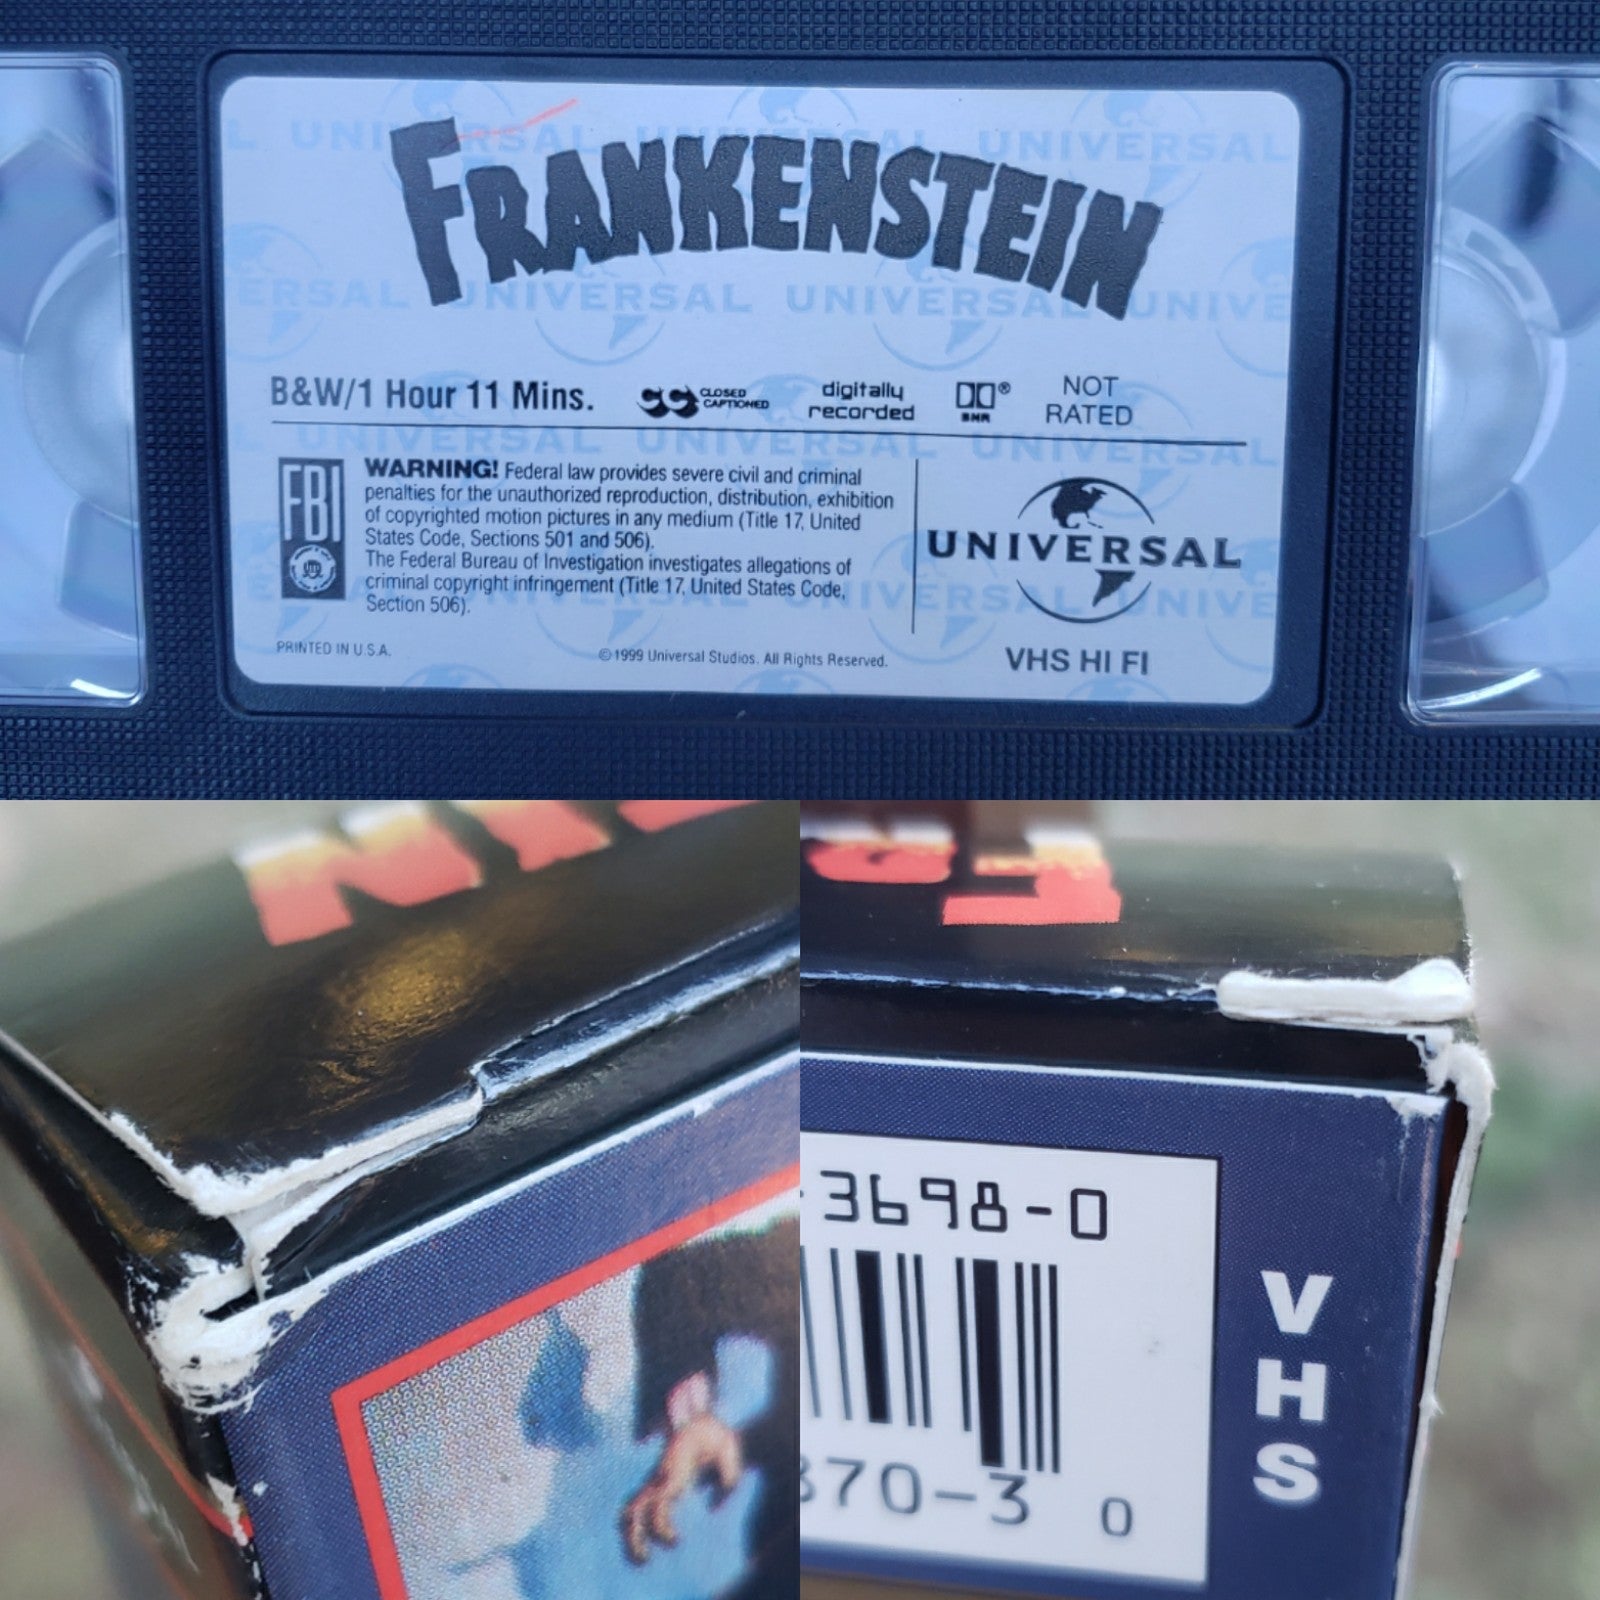 FRANKENSTEIN
B&W/1 Hour 11 Mins.
CLOSED
CAPTIONED
digitally
recorded
®
SNR
NOT
RATED
FBI
WARNING! Federal law provides severe civil and criminal
penalties for the unauthorized reproduction, distribution, exhibition
of copyrighted motion pictures in any medium (Title 17, United
States Code, Sections 501 and 506).
The Federal Bureau of Investigation investigates allegations of
criminal copyright infringement (Title 17, United States Code,
Section 506).
UNIVERSAL
VHS HI FI
PRINTED IN U.S.A.
©1999 Universal Studios. All Rights Reserved.
-3698-0
370-3 0
VHS